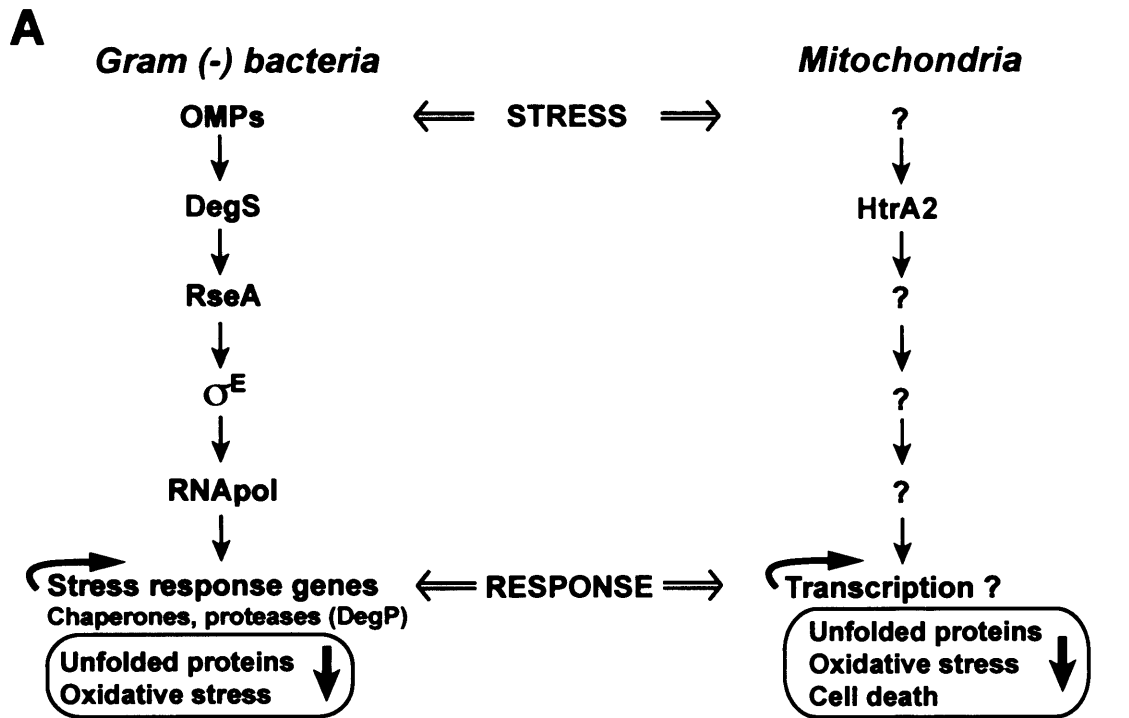 A
Gram (-) bacteria
OMPs
DegS
RseA
σE
RNApol
Stress response genes
Chaperones, proteases (DegP)
Unfolded proteins
Oxidative stress
STRESS
RESPONSE
Mitochondria
?
HtrA2
?
?
?
Transcription ?
Unfolded proteins
Oxidative stress
Cell death